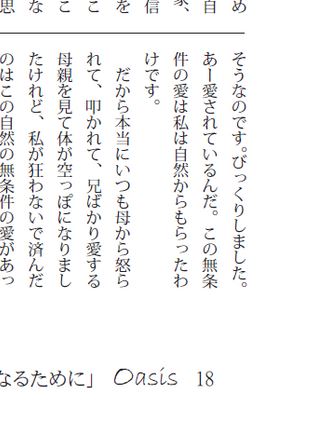 め
自
家、
信
を
こ
こ
な
思
そうなのです。びっくりしました。
あー愛されているんだ。この無条
件の愛は私は自然からもらったわ
けです。
だから本当にいつも母から怒ら
れて、叩かれて、兄ばかり愛する
母親を見て体が空っぽになりまし
たけれど、私が狂わないで済んだ
のはこの自然の無条件の愛があっ
なるために」 Oasis 18